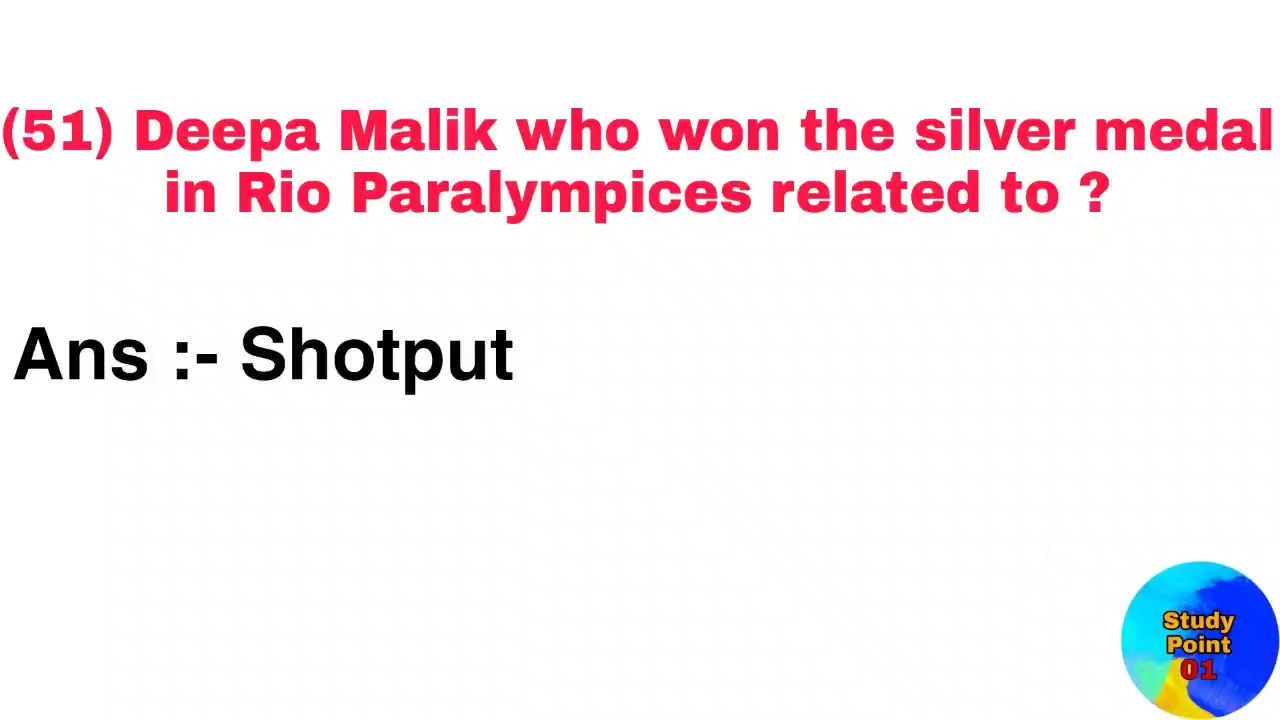 (51) Deepa Malik who won the silver medal
in Rio Paralympices related to ?
Ans :- Shotput
Study
Point
01